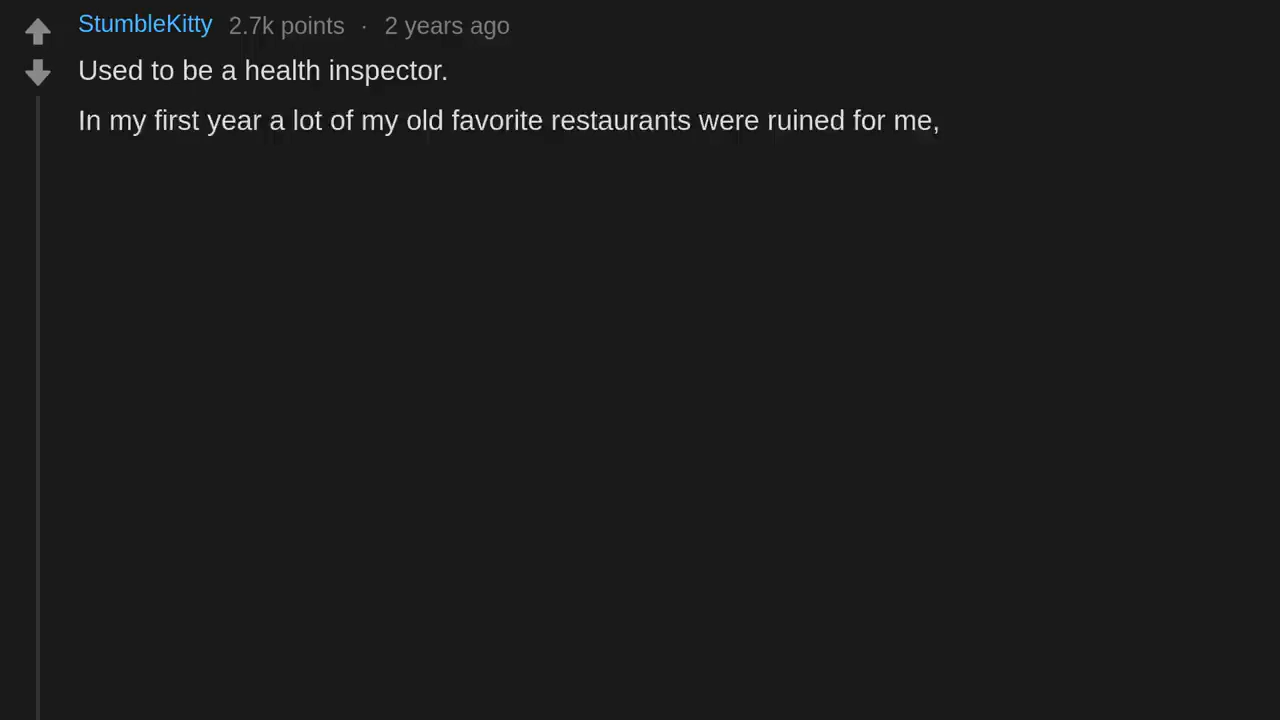 StumbleKitty 2.7k points · 2 years ago
Used to be a health inspector.
In my first year a lot of my old favorite restaurants were ruined for me,